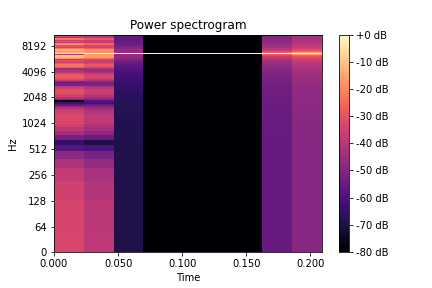 Power spectrogram
Hz
8192
4096
2048
1024
512
256
128
64
0
0.000 0.050 0.100 0.150 0.200
Time
+0 dB
-10 dB
-20 dB
-30 dB
-40 dB
-50 dB
-60 dB
-70 dB
-80 dB